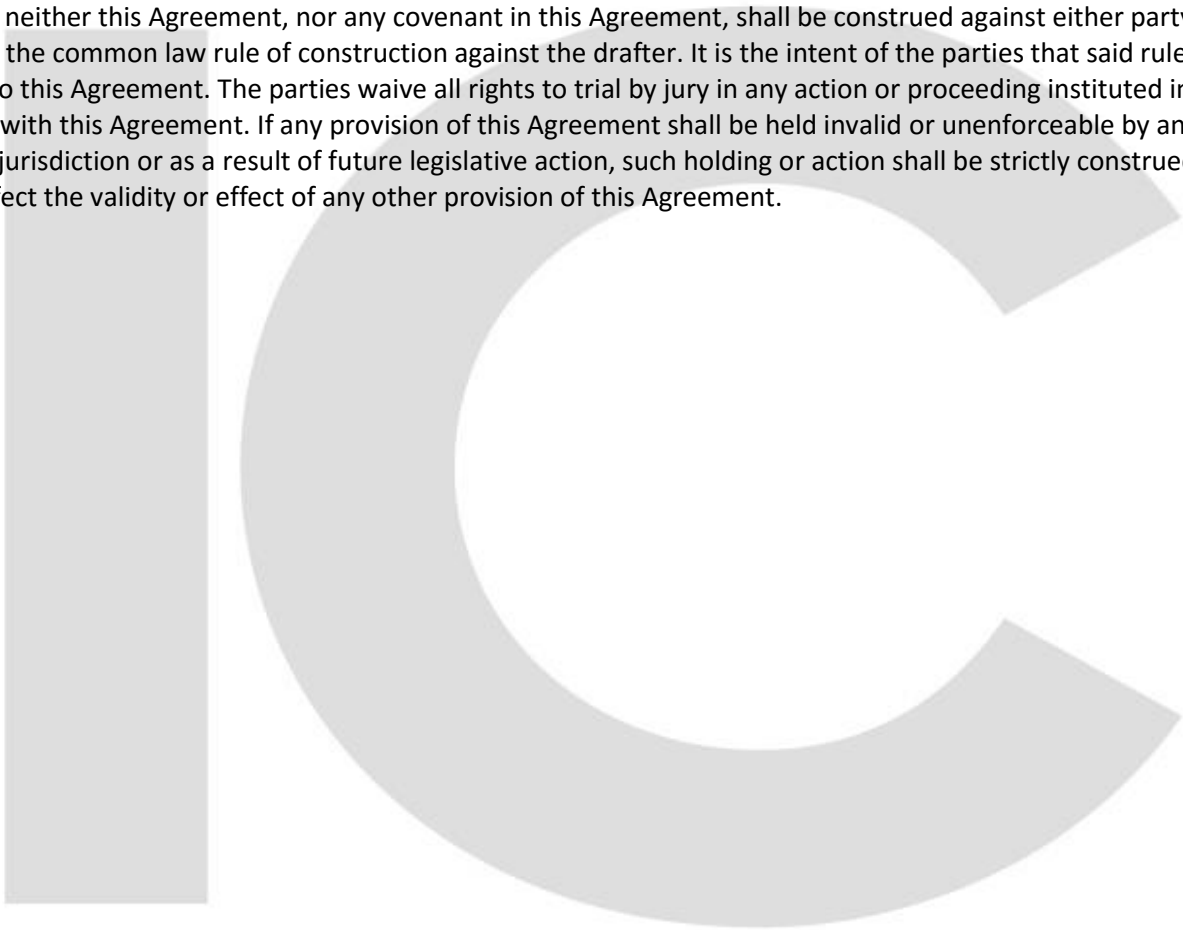 neither this Agreement, nor any covenant in this Agreement, shall be construed against either party
the common law rule of construction against the drafter. It is the intent of the parties that said rule
o this Agreement. The parties waive all rights to trial by jury in any action or proceeding instituted in
with this Agreement. If any provision of this Agreement shall be held invalid or unenforceable by an
jurisdiction or as a result of future legislative action, such holding or action shall be strictly construed
fect the validity or effect of any other provision of this Agreement.
IC